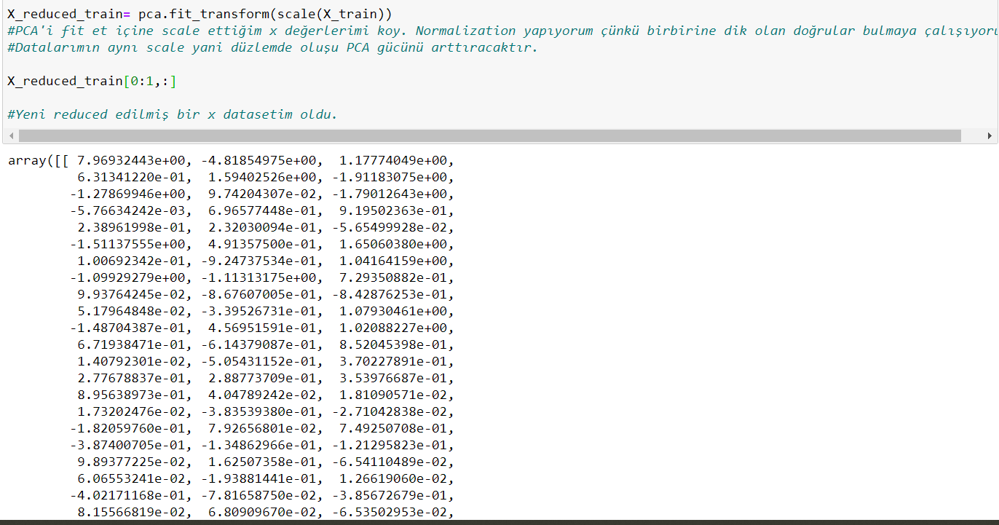 X_reduced_train= pca.fit_transform(scale(X_train))
#PCA'i fit et içine scale ettiğim x değerlerimi koy. Normalization yapıyorum çünkü birbirine dik olan doğrular bulmaya çalışıyoru
#Datalarımın aynı scale yani düzlemde oluşu PCA gücünü arttıracaktır.
X_reduced_train[0:1,:]
#Yeni reduced edilmiş bir x datasetim oldu.
array([[ 7.96932443e+00, -4.81854975e+00, 1.17774049e+00,
6.31341220e-01, 1.59402526e+00, -1.91183075e+00,
-1.27869946e+00, 9.74204307e-02, -1.79012643e+00,
-5.76634242e-03, 6.96577448e-01, 9.19502363e-01,
2.38961998e-01, 2.32030094e-01, -5.65499928e-02,
-1.51137555e+00, 4.91357500e-01, 1.65060380e+00,
1.00692342e-01, -9.24737534e-01, 1.04164159e+00,
-1.09929279e+00, -1.11313175e+00, 7.29350882e-01,
9.93764245e-02, -8.67607005e-01, -8.42876253e-01,
5.17964848e-02, -3.39526731e-01, 1.07930461e+00,
-1.48704387e-01, 4.56951591e-01, 1.02088227e+00,
6.71938471e-01, -6.14379087e-01, 8.52045398e-01,
1.40792301e-02, -5.05431152e-01, 3.70227891e-01,
2.77678837e-01, 2.88773709e-01, 3.53976687e-01,
8.95638973e-01, 4.04789242e-02, 1.81090571e-02,
1.73202476e-02, -3.83539380e-01, -2.71042838e-02,
-1.82059760e-01, 7.92656801e-02, 7.49250708e-01,
-3.87400705e-01, -1.34862966e-01, -1.21295823e-01,
9.89377225e-02, 1.62507358e-01, -6.54110489e-02,
6.06553241e-02, -1.93881441e-01, 1.26619060e-02,
-4.02171168e-01, -7.81658750e-02, -3.85672679e-01,
8.15566819e-02, 6.80909670e-02, -6.53502953e-02,